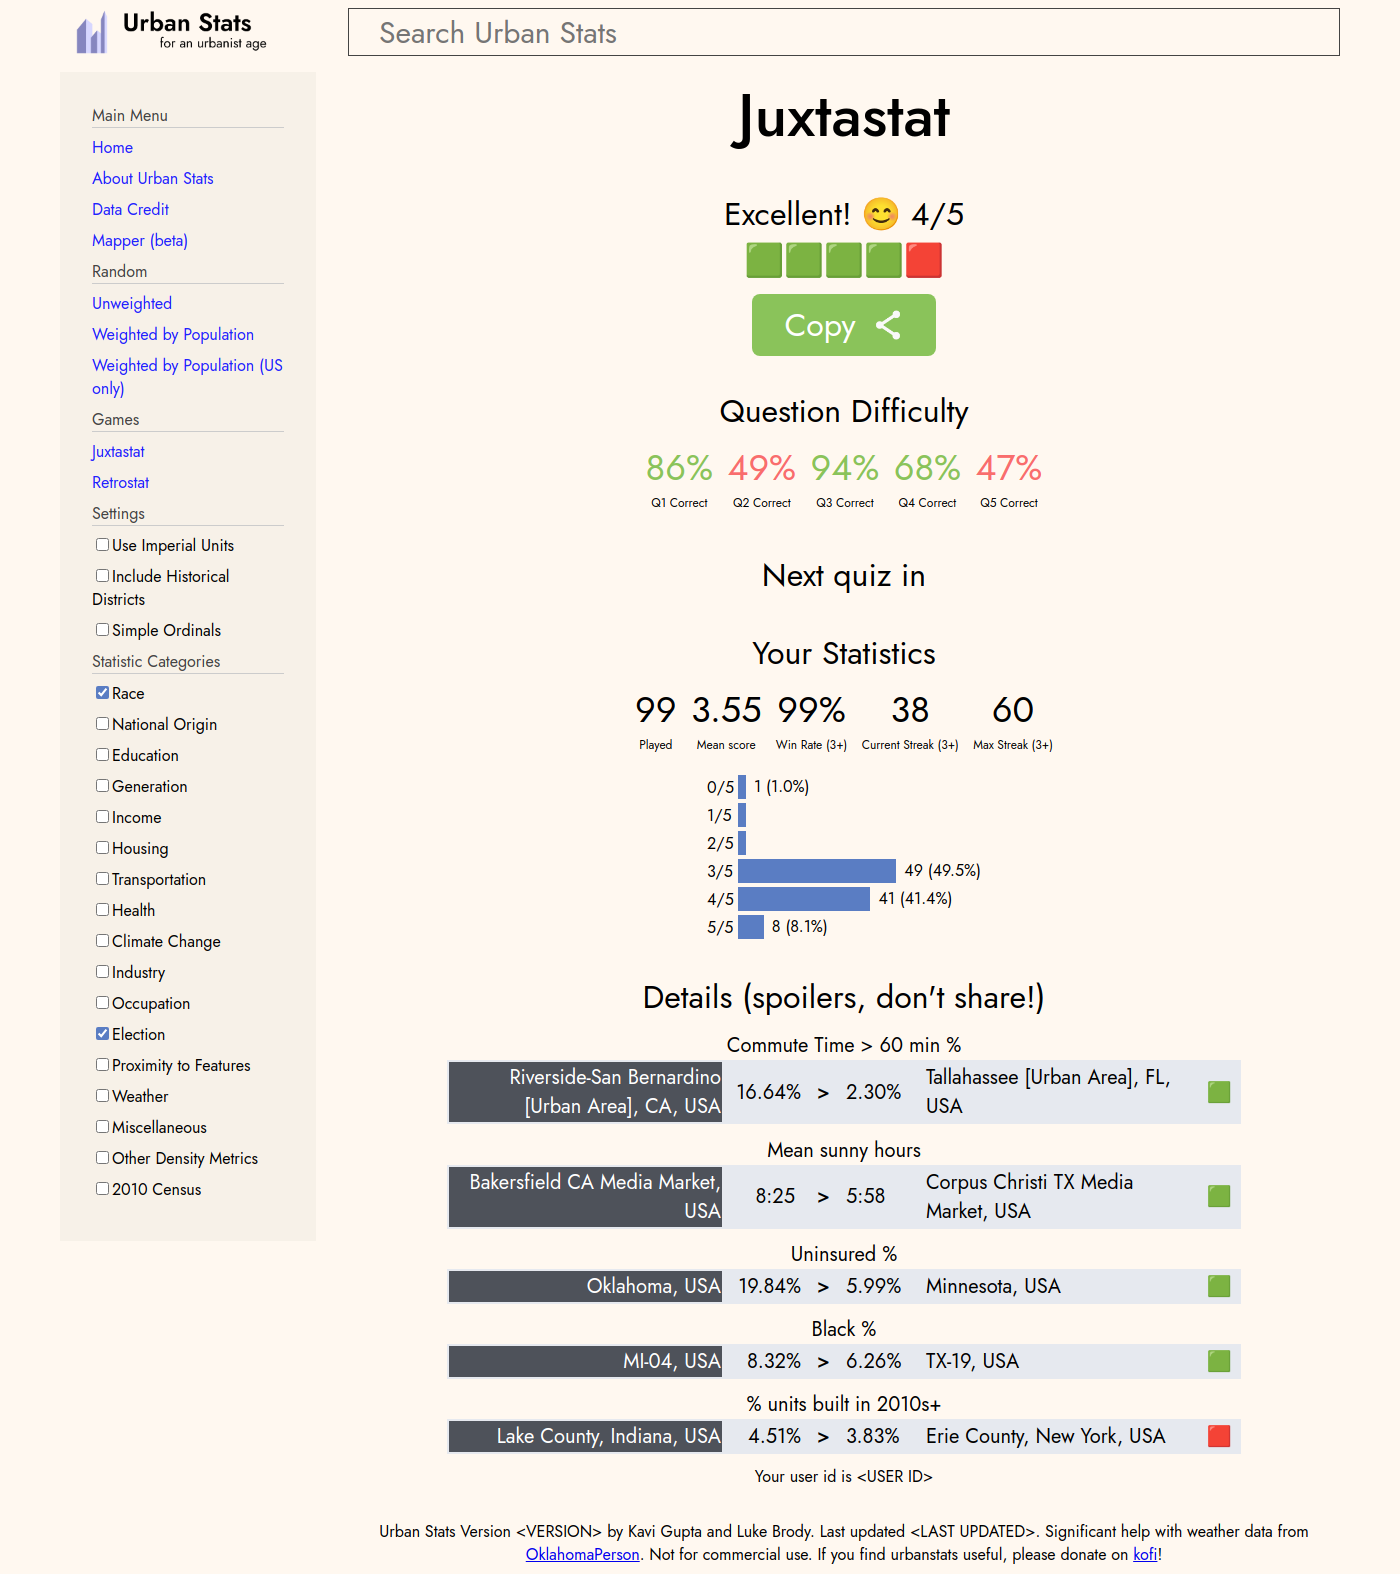 Urban Stats
for an urbanist age
Search Urban Stats
Main Menu
Home
About Urban Stats
Data Credit
Mapper (beta)
Random
Unweighted
Weighted by Population
Weighted by Population (US
only)
Games
Juxtastat
Retrostat
Settings
Use Imperial Units
Include Historical
Districts
Simple Ordinals
Statistic Categories
Race
National Origin
Education
Generation
Income
Housing
Transportation
Health
Climate Change
Industry
Occupation
Election
Proximity to Features
Weather
Miscellaneous
Other Density Metrics
2010 Census
Juxtastat
Excellent! 😊 4/5
🟩🟩🟩🟩🟥
Copy
Question Difficulty
86% 49% 94% 68% 47%
Q1 Correct Q2 Correct Q3 Correct Q4 Correct Q5 Correct
Next quiz in
Your Statistics
99 3.55 99% 38 60
Played Mean score Win Rate (3+) Current Streak (3+) Max Streak (3+)
0/5 1 (1.0%)
1/5
2/5
3/5 49 (49.5%)
4/5 41 (41.4%)
5/5 8 (8.1%)
Details (spoilers, don't share!)
Commute Time > 60 min %
Riverside-San Bernardino
[Urban Area], CA, USA
16.64% > 2.30%
Tallahassee [Urban Area], FL,
USA
🟩
Mean sunny hours
Bakersfield CA Media Market,
USA
8:25 > 5:58
Corpus Christi TX Media
Market, USA
🟩
Uninsured %
Oklahoma, USA 19.84% > 5.99% Minnesota, USA 🟩
Black %
MI-04, USA 8.32% > 6.26% TX-19, USA 🟩
% units built in 2010s+
Lake County, Indiana, USA 4.51% > 3.83% Erie County, New York, USA 🟥
Your user id is <USER ID>
Urban Stats Version <VERSION> by Kavi Gupta and Luke Brody. Last updated <LAST UPDATED>. Significant help with weather data from
OklahomaPerson. Not for commercial use. If you find urbanstats useful, please donate on kofi!